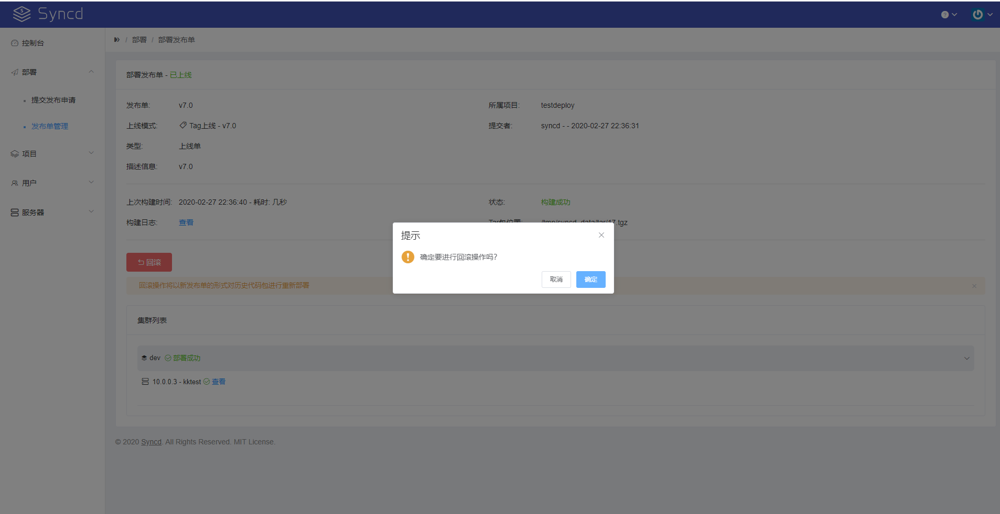 Syncd
控制台
部署
提交发布申请
发布单管理
项目
用户
服务器
/ 部署 / 部署发布单
部署发布单 - 已上线
发布单: v7.0 所属项目: testdeploy
上线模式: Tag上线 - v7.0 提交者: syncd - - 2020-02-27 22:36:31
类型: 上线单
描述信息: v7.0
上次构建时间: 2020-02-27 22:36:40 - 耗时: 几秒 状态: 构建成功
构建日志: 查看 Tar包位置: /tmp/syncd_data/tar/17.tgz
提示
确定要进行回滚操作吗?
取消 确定
回滚
回滚操作将以新发布单的形式对历史代码包进行重新部署
集群列表
dev 部署成功
10.0.0.3 - kktest 查看
© 2020 Syncd. All Rights Reserved. MIT License.